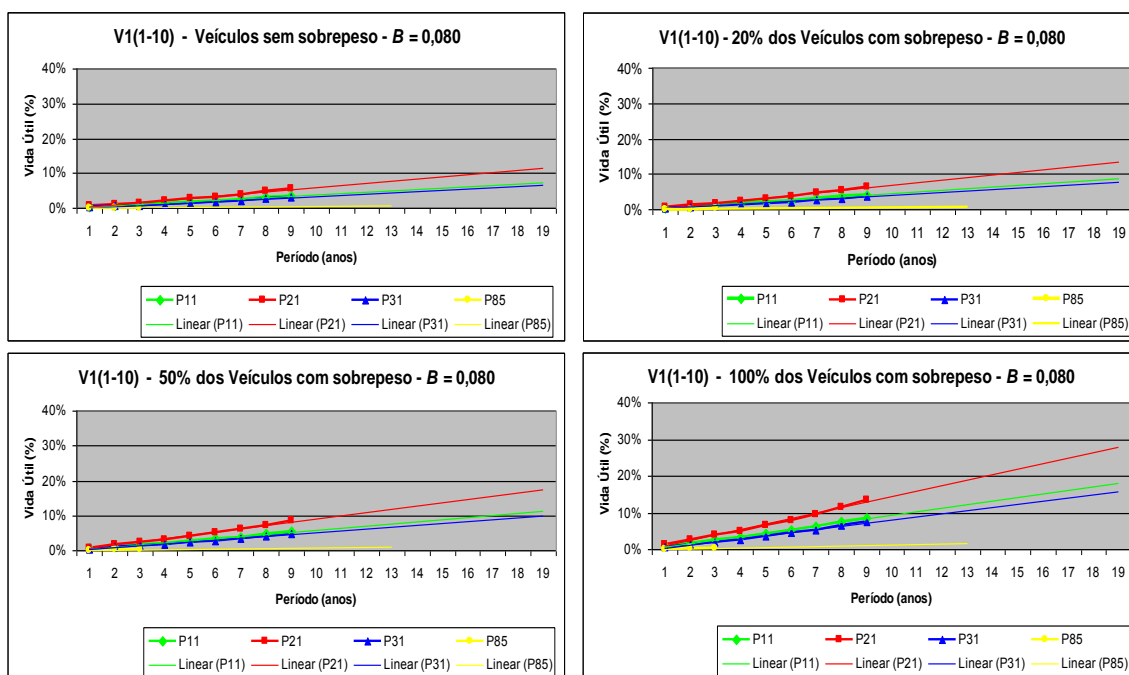 V1(1-10) - Veículos sem sobrepeso - B = 0,080
Vida Útil (%)
40%
30%
20%
10%
0%
1 2 3 4 5 6 7 8 9 10 11 12 13 14 15 16 17 18 19
Período (anos)
P11 P21 P31 P85
Linear (P11) Linear (P21) Linear (P31) Linear (P85)
V1(1-10) - 20% dos Veículos com sobrepeso - B = 0,080
Vida Útil (%)
40%
30%
20%
10%
0%
1 2 3 4 5 6 7 8 9 10 11 12 13 14 15 16 17 18 19
Período (anos)
P11 P21 P31 P85
Linear (P11) Linear (P21) Linear (P31) Linear (P85)
V1(1-10) - 50% dos Veículos com sobrepeso - B = 0,080
Vida Útil (%)
40%
30%
20%
10%
0%
1 2 3 4 5 6 7 8 9 10 11 12 13 14 15 16 17 18 19
Período (anos)
P11 P21 P31 P85
Linear (P11) Linear (P21) Linear (P31) Linear (P85)
V1(1-10) - 100% dos Veículos com sobrepeso - B = 0,080
Vida Útil (%)
40%
30%
20%
10%
0%
1 2 3 4 5 6 7 8 9 10 11 12 13 14 15 16 17 18 19
Período (anos)
P11 P21 P31 P85
Linear (P11) Linear (P21) Linear (P31) Linear (P85)